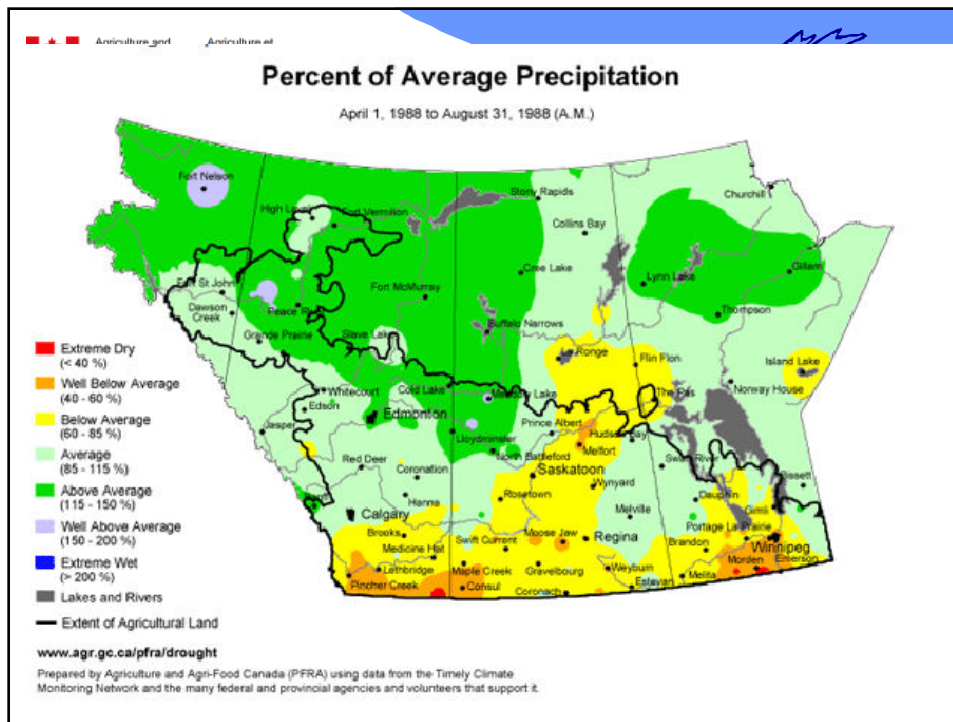 Agriculture and Agriculture et
Percent of Average Precipitation
April 1, 1988 to August 31, 1988 (A.M.)
Fort Nelson
Stony Rapids
Churchill
High Level
Fort Vermilion
Collins Bay
Fort St John
Cree Lake
Lynn Lake
Gillam
Fort McMurray
Dawson
Creek
Peace River
Thompson
Grande Prairie
Slave Lake
Buffalo Narrows
La Ronge
Flin Flon
Island Lake
Whitecourt
Cold Lake
Meadow Lake
The Pas
Norway House
Edson
Edmonton
Prince Albert
Jasper
Lloydminster
Hudson Bay
Melfort
North Battleford
Red Deer
Coronation
Saskatoon
Swan River
Bissett
Banff
Hanna
Rosetown
Wynyard
Dauphin
Gimli
Calgary
Melville
Brooks
Swift Current
Moose Jaw
Regina
Portage La Prairie
Brandon
Winnipeg
Medicine Hat
Lethbridge
Maple Creek
Gravelbourg
Weyburn
Morden
Emerson
Pincher Creek
Consul
Coronach
Estevan
Melita
Extreme Dry
(< 40 %)
Well Below Average
(40 - 60 %)
Below Average
(60 - 85 %)
Average
(85 - 115 %)
Above Average
(115 - 150 %)
Well Above Average
(150 - 200 %)
Extreme Wet
(> 200 %)
Lakes and Rivers
Extent of Agricultural Land
www.agr.gc.ca/pfra/drought
Prepared by Agriculture and Agri-Food Canada (PFRA) using data from the Timely Climate
Monitoring Network and the many federal and provincial agencies and volunteers that support it.